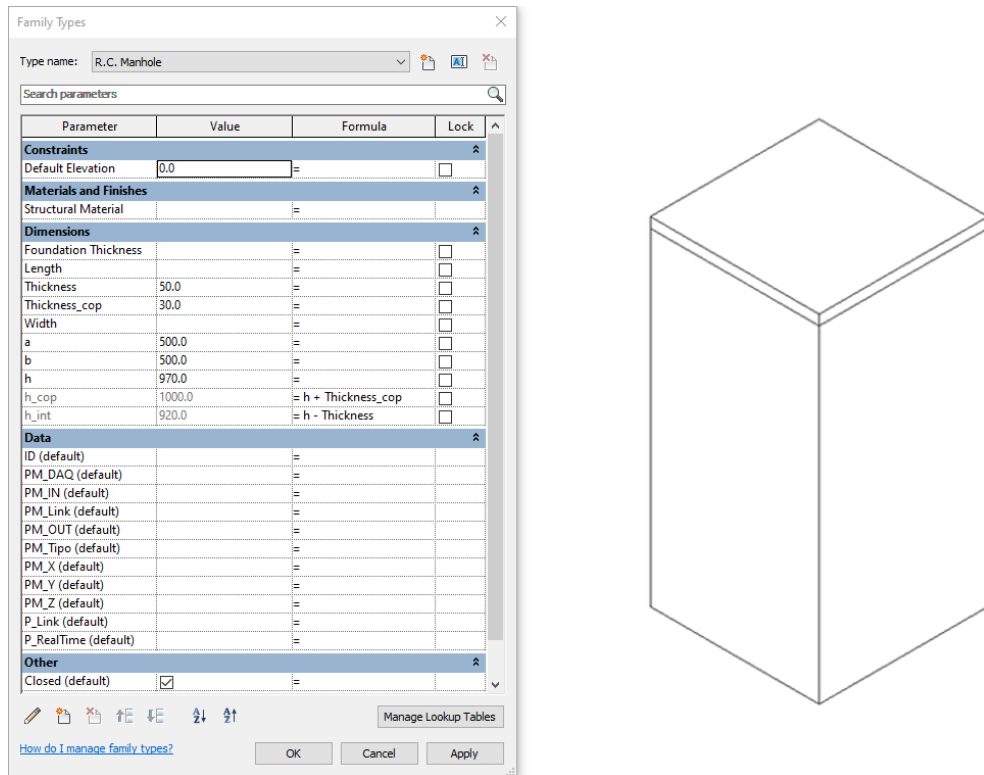 Family Types
Type name: R.C. Manhole
Search parameters
Parameter Value Formula Lock
Constraints
Default Elevation 0.0 =
Materials and Finishes
Structural Material =
Dimensions
Foundation Thickness =
Length =
Thickness 50.0 =
Thickness_cop 30.0 =
Width =
a 500.0 =
b 500.0 =
h 970.0 =
h_cop 1000.0 = h + Thickness_cop
h_int 920.0 = h - Thickness
Data
ID (default) =
PM_DAQ (default) =
PM_IN (default) =
PM_Link (default) =
PM_OUT (default) =
PM_Tipo (default) =
PM_X (default) =
PM_Y (default) =
PM_Z (default) =
P_Link (default) =
P_RealTime (default) =
Other
Closed (default) =
Manage Lookup Tables
How do I manage family types? OK Cancel Apply